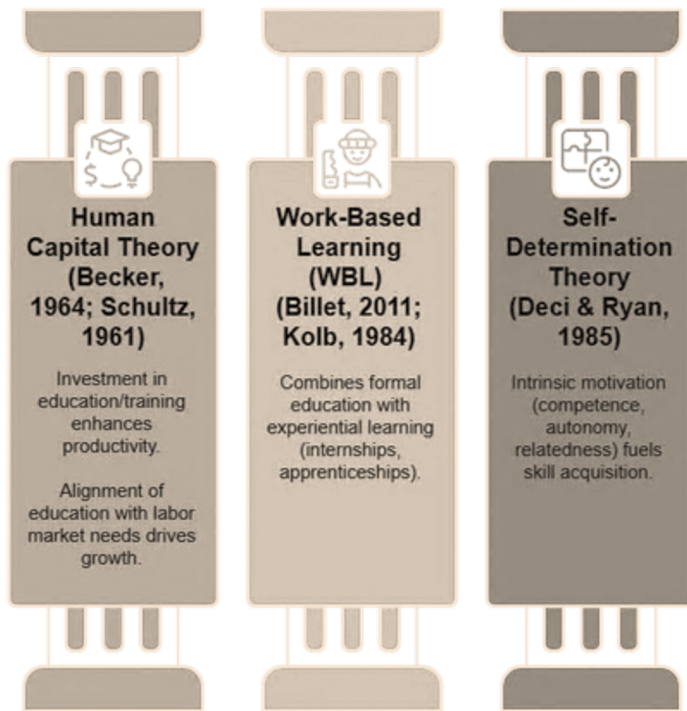 Human
Capital Theory
(Becker,
1964; Schultz,
1961)
Investment in
education/training
enhances
productivity.
Alignment of
education with labor
market needs drives
growth.
Work-Based
Learning
(WBL)
(Billet, 2011;
Kolb, 1984)
Combines formal
education with
experiential learning
(internships,
apprenticeships).
Self-
Determination
Theory
(Deci & Ryan,
1985)
Intrinsic motivation
(competence,
autonomy,
relatedness) fuels
skill acquisition.